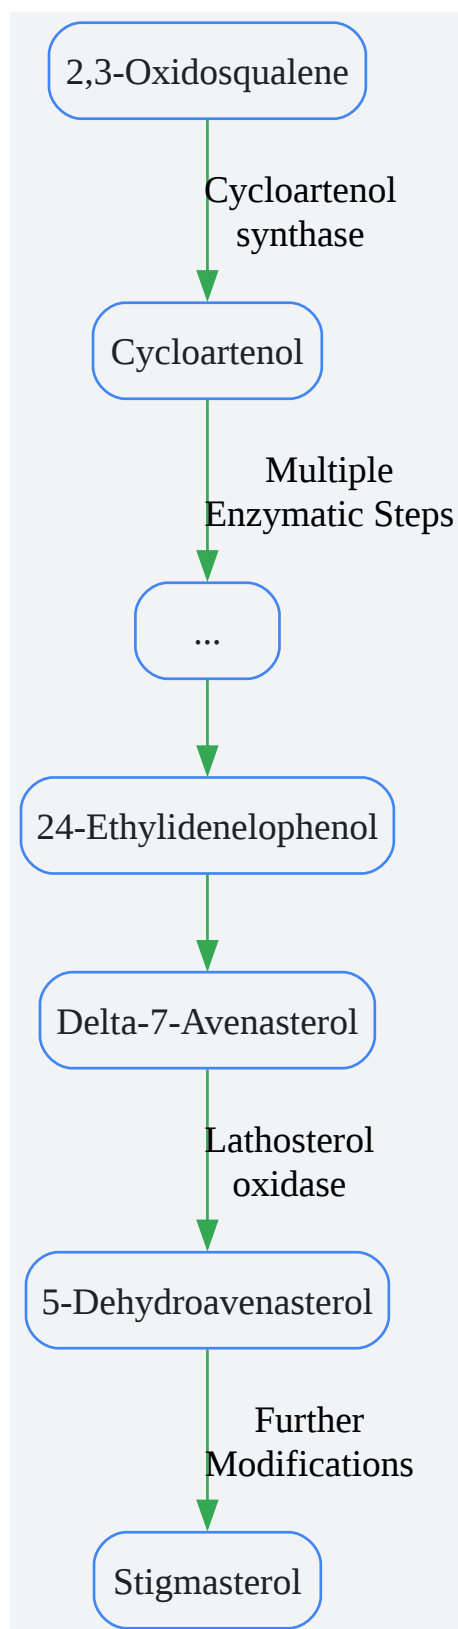 2,3-Oxidosqualene
Cycloartenol
synthase
Cycloartenol
Multiple
Enzymatic Steps
...
24-Ethylidenelophenol
Delta-7-Avenasterol
Lathosterol
oxidase
5-Dehydroavenasterol
Further
Modifications
Stigmasterol